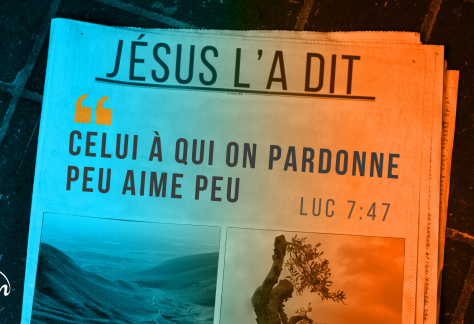 JÉSUS L'A DIT
CELUI À QUI ON PARDONNE
PEU AIME PEU
LUC 7:47